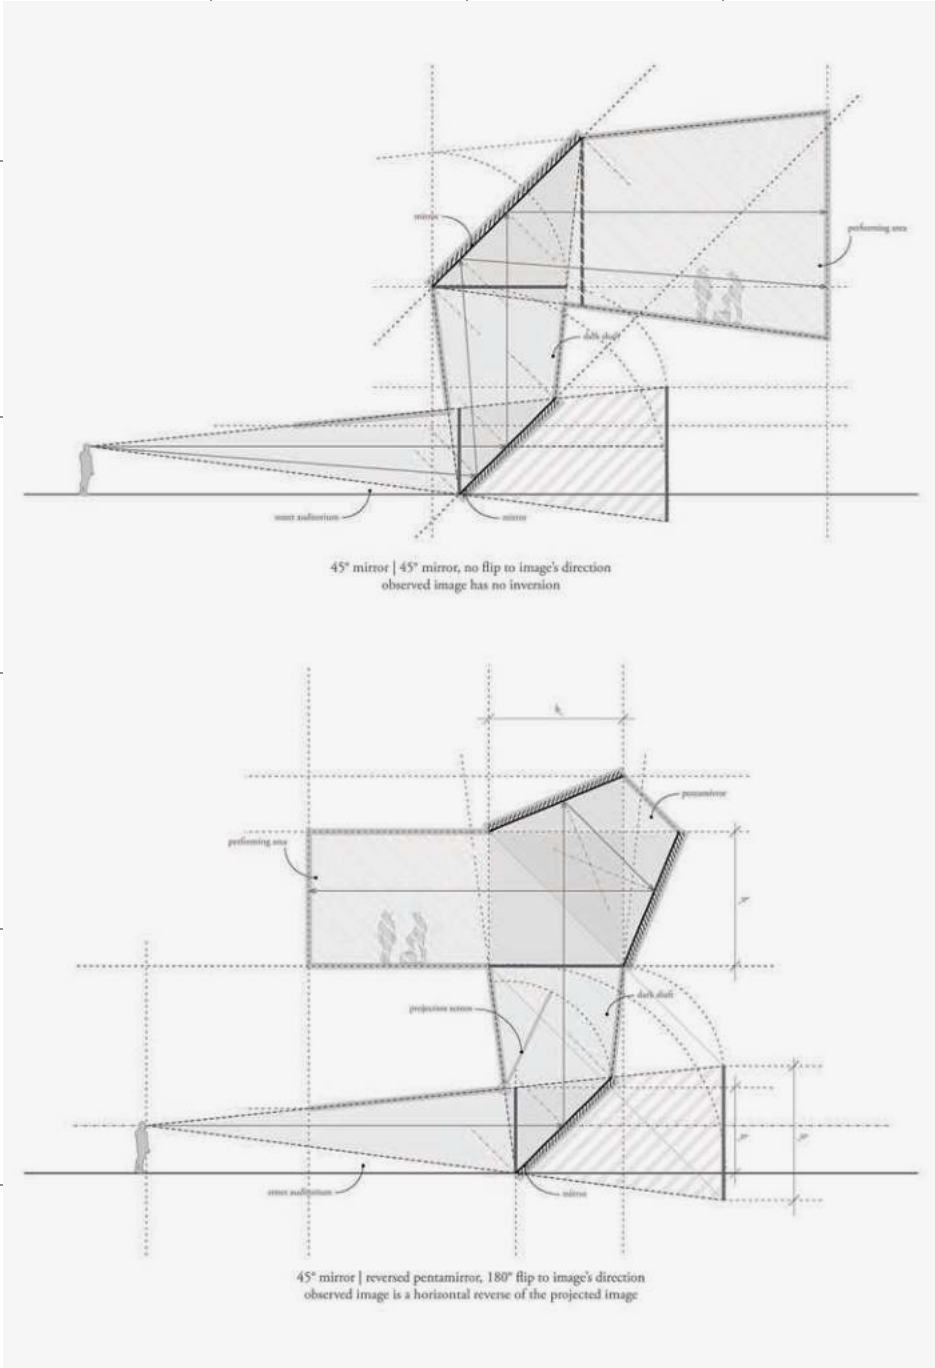 mirror
performing area
dark shaft
street auditorium
mirror
45° mirror | 45° mirror, no flip to image's direction
observed image has no inversion
pentamirror
performing area
projection screen
dark shaft
street auditorium
mirror
45° mirror | reversed pentamirror, 180° flip to image's direction
observed image is a horizontal reverse of the projected image